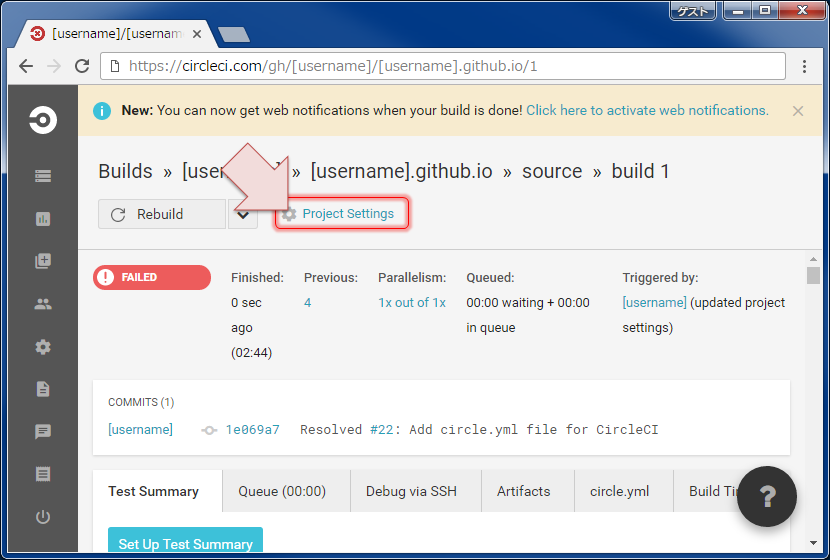 ゲスト
[username]/[usernam
https://circleci.com/gh/[username]/[username].github.io/1
New: You can now get web notifications when your build is done! Click here to activate web notifications.
Builds » [username] » [username].github.io » source » build 1
Rebuild
Project Settings
FAILED
Finished: Previous: Parallelism: Queued: Triggered by:
0 sec 4 1x out of 1x 00:00 waiting + 00:00 [username] (updated project
ago in queue settings)
(02:44)
COMMITS (1)
[username] 1e069a7 Resolved #22: Add circle.yml file for CircleCI
Test Summary Queue (00:00) Debug via SSH Artifacts circle.yml Build Ti
?
Set Up Test Summary